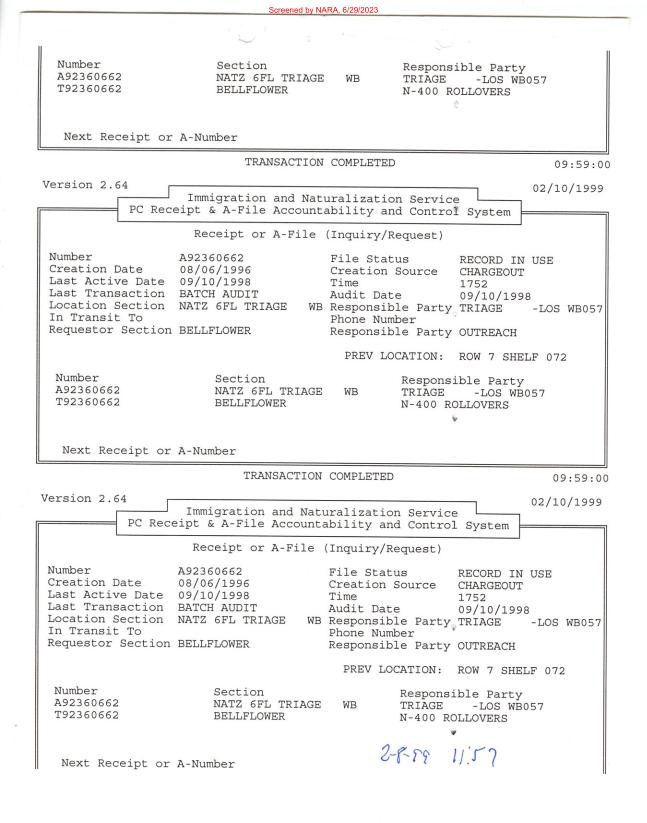 Screened by NARA, 6/29/2023
Number Section Responsible Party
A92360662 NATZ 6FL TRIAGE WB TRIAGE -LOS WB057
T92360662 BELLFLOWER N-400 ROLLOVERS
Next Receipt or A-Number
TRANSACTION COMPLETED 09:59:00
Version 2.64 02/10/1999
Immigration and Naturalization Service
PC Receipt & A-File Accountability and Control System
Receipt or A-File (Inquiry/Request)
Number A92360662 File Status RECORD IN USE
Creation Date 08/06/1996 Creation Source CHARGEOUT
Last Active Date 09/10/1998 Time 1752
Last Transaction BATCH AUDIT Audit Date 09/10/1998
Location Section NATZ 6FL TRIAGE WB Responsible Party TRIAGE -LOS WB057
In Transit To Phone Number
Requestor Section BELLFLOWER Responsible Party OUTREACH
PREV LOCATION: ROW 7 SHELF 072
Number Section Responsible Party
A92360662 NATZ 6FL TRIAGE WB TRIAGE -LOS WB057
T92360662 BELLFLOWER N-400 ROLLOVERS
Next Receipt or A-Number
TRANSACTION COMPLETED 09:59:00
Version 2.64 02/10/1999
Immigration and Naturalization Service
PC Receipt & A-File Accountability and Control System
Receipt or A-File (Inquiry/Request)
Number A92360662 File Status RECORD IN USE
Creation Date 08/06/1996 Creation Source CHARGEOUT
Last Active Date 09/10/1998 Time 1752
Last Transaction BATCH AUDIT Audit Date 09/10/1998
Location Section NATZ 6FL TRIAGE WB Responsible Party TRIAGE -LOS WB057
In Transit To Phone Number
Requestor Section BELLFLOWER Responsible Party OUTREACH
PREV LOCATION: ROW 7 SHELF 072
Number Section Responsible Party
A92360662 NATZ 6FL TRIAGE WB TRIAGE -LOS WB057
T92360662 BELLFLOWER N-400 ROLLOVERS
2-8-99 11:57
Next Receipt or A-Number